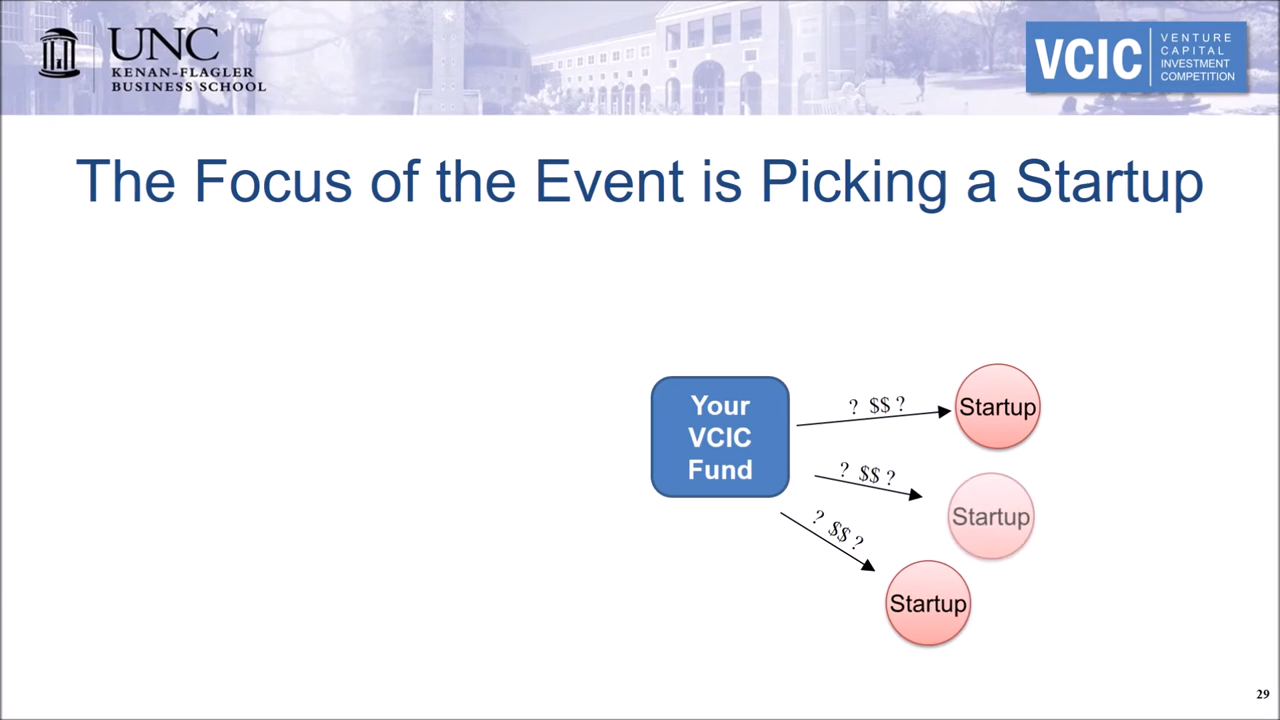 UNC
KENAN-FLAGLER
BUSINESS SCHOOL
VCIC
VENTURE
CAPITAL
INVESTMENT
COMPETITION
The Focus of the Event is Picking a Startup
Your
VCIC
Fund
? $$ ?
Startup
? $$ ?
Startup
? $$ ?
Startup
29